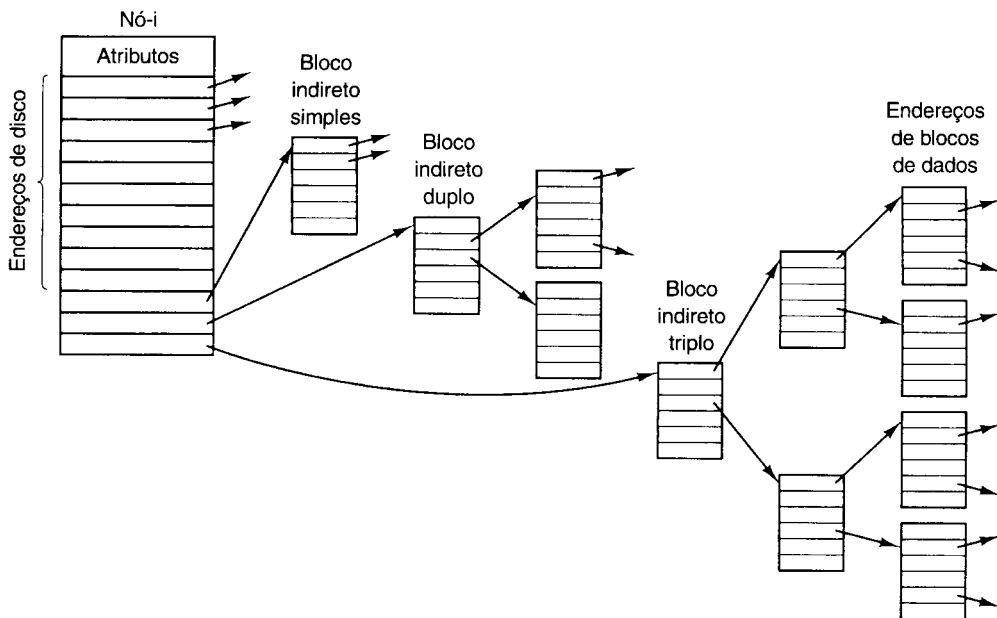 Nó-i
Atributos
Endereços de disco
Bloco
indireto
simples
Bloco
indireto
duplo
Bloco
indireto
triplo
Endereços
de blocos
de dados